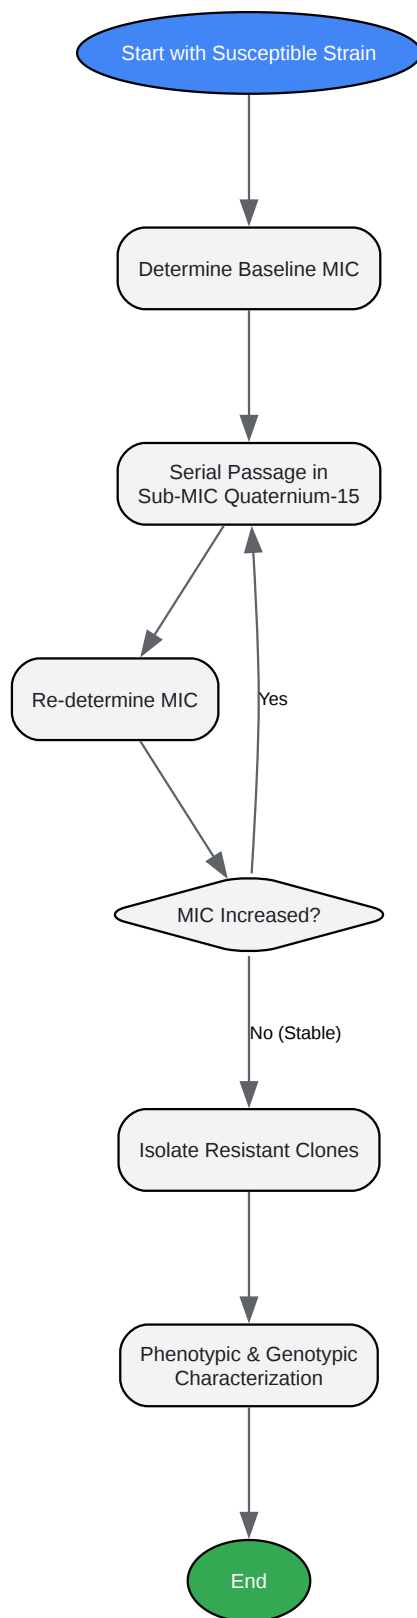 Start with Susceptible Strain
Determine Baseline MIC
Serial Passage in
Sub-MIC Quaternium-15
Re-determine MIC
Yes
MIC Increased?
No (Stable)
Isolate Resistant Clones
Phenotypic & Genotypic
Characterization
End